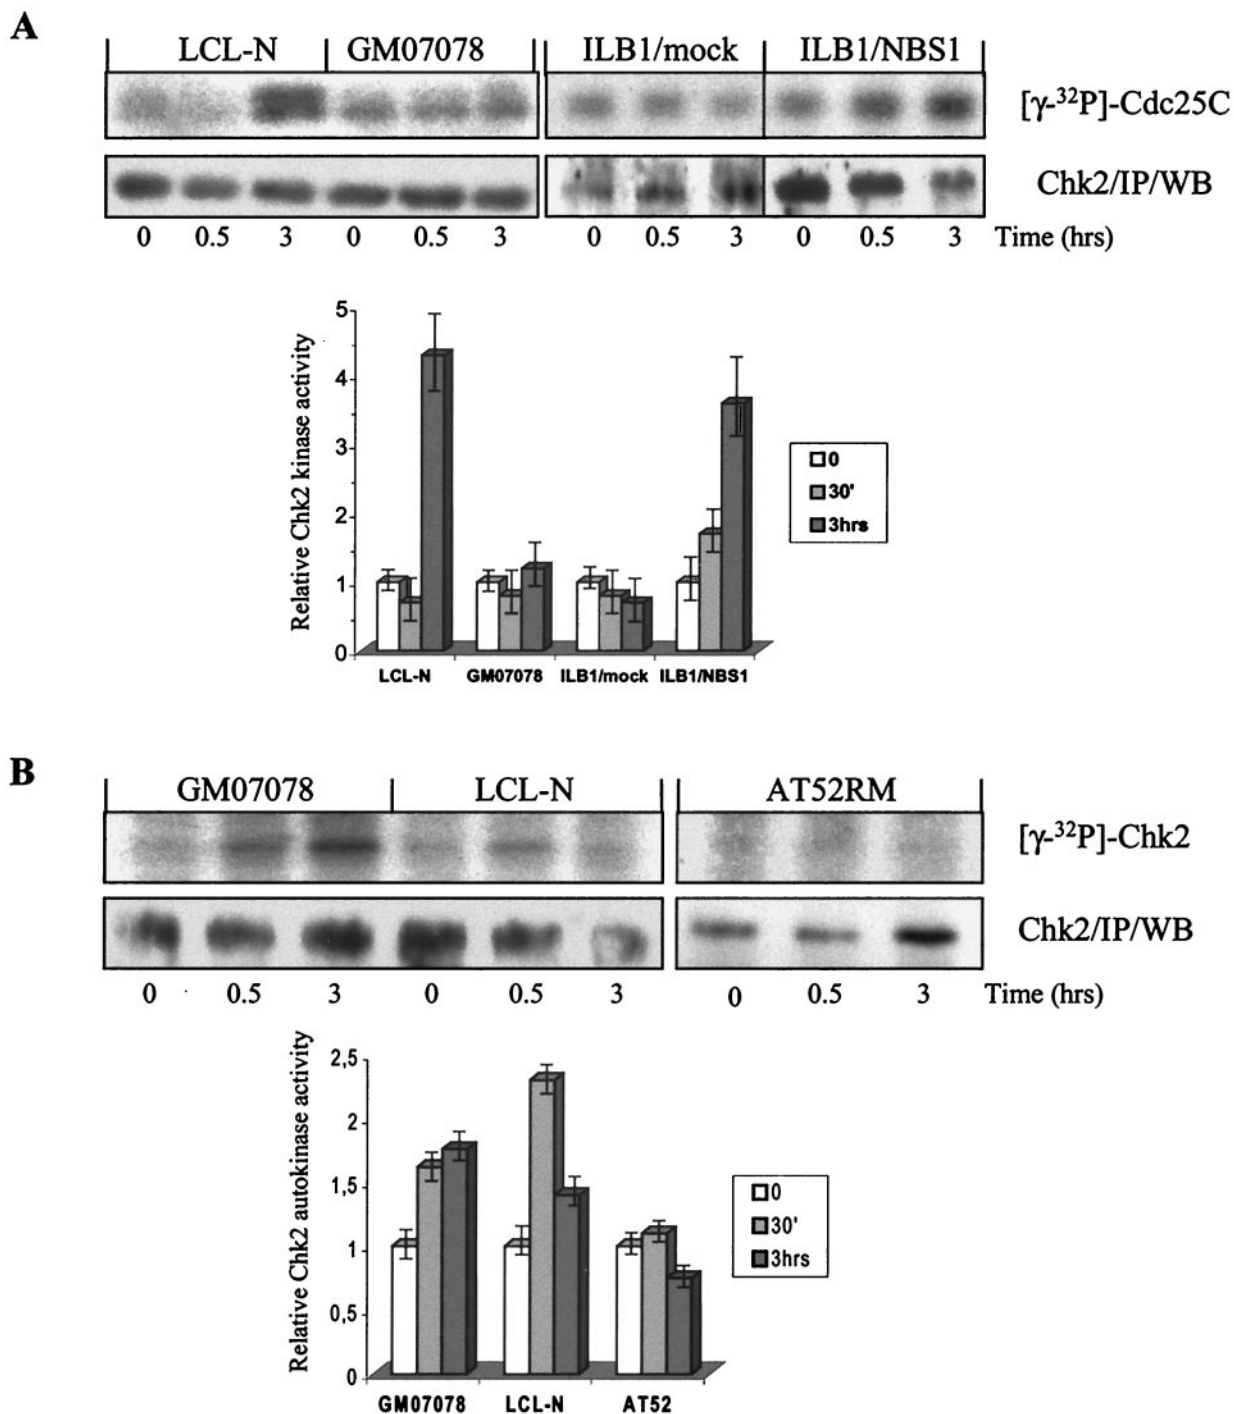 A
LCL-N GM07078 ILB1/mock ILB1/NBS1
[γ-³²P]-Cdc25C
Chk2/IP/WB
0 0.5 3 0 0.5 3 0 0.5 3 0 0.5 3 Time (hrs)
Relative Chk2 kinase activity
5
4
3
2
1
0
LCL-N GM07078 ILB1/mock ILB1/NBS1
0
30'
3hrs
B
GM07078 LCL-N AT52RM
[γ-³²P]-Chk2
Chk2/IP/WB
0 0.5 3 0 0.5 3 0 0.5 3 Time (hrs)
Relative Chk2 autokinase activity
2,5
2
1,5
1
0,5
0
GM07078 LCL-N AT52
0
30'
3hrs